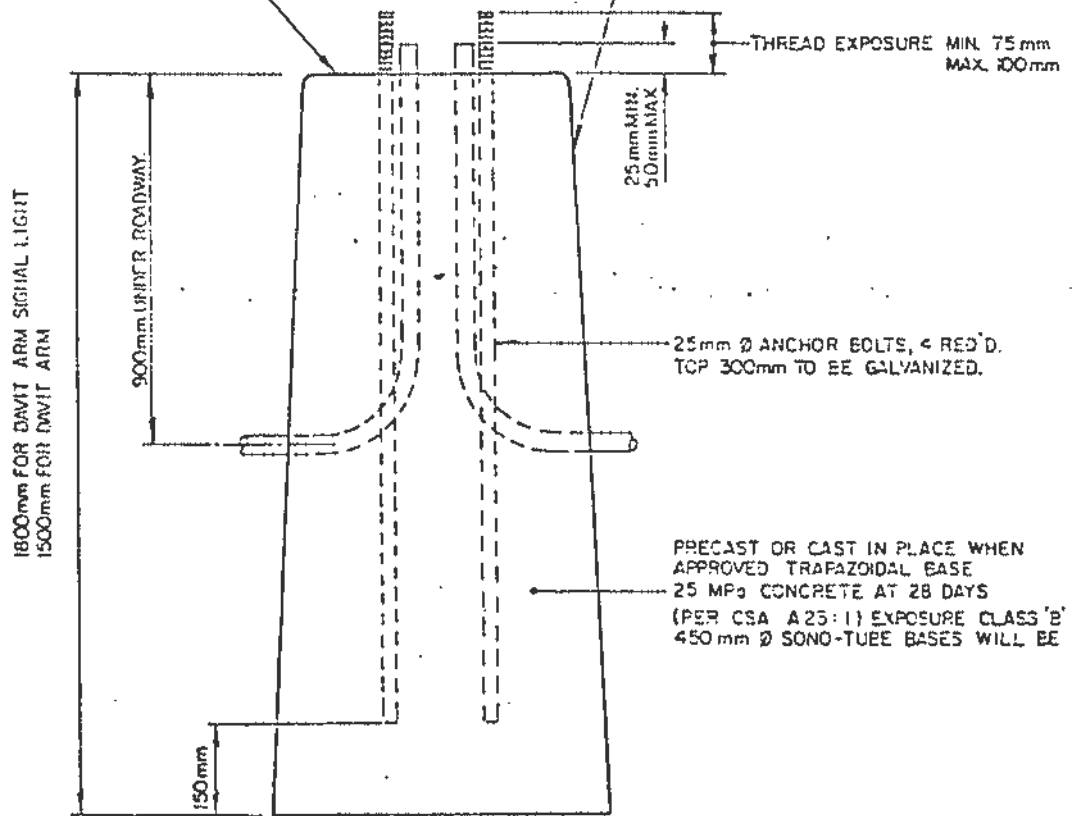 THREAD EXPOSURE MIN. 75mm
MAX. 100mm
25mm MIN.
50mm MAX
900mm UNDER ROADWAY.
1800mm FOR DAVIT ARM SIGNAL LIGHT
1500mm FOR DAVIT ARM
25mm Ø ANCHOR BOLTS, 4 REQ'D.
TOP 300mm TO BE GALVANIZED.
PRECAST OR CAST IN PLACE WHEN
APPROVED TRAPAZOIDAL BASE
25 MPa CONCRETE AT 28 DAYS
(PER CSA A23:1) EXPOSURE CLASS 'B'
450mm Ø SONO-TUBE BASES WILL BE
150mm